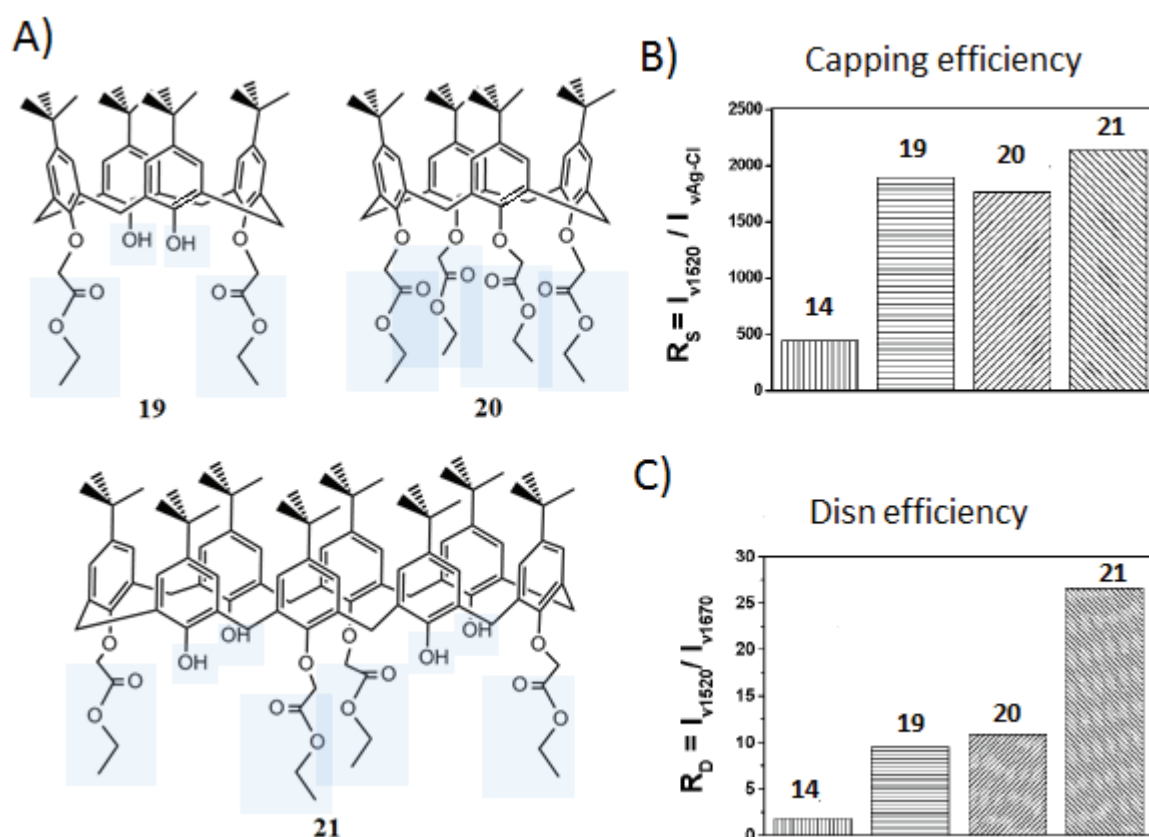 A)
OH
OH
O
O
O
O
O
O
19
O
O
O
O
O
O
O
O
O
O
O
O
20
OH
OH
OH
OH
O
O
O
O
O
O
O
O
O
O
O
O
21
B)
Capping efficiency
R_S = I_v1520 / I_vAg-Cl
2500
2000
1500
1000
500
0
14
19
20
21
C)
Disn efficiency
R_D = I_v1520/ I_v1670
30
25
20
15
10
5
0
14
19
20
21